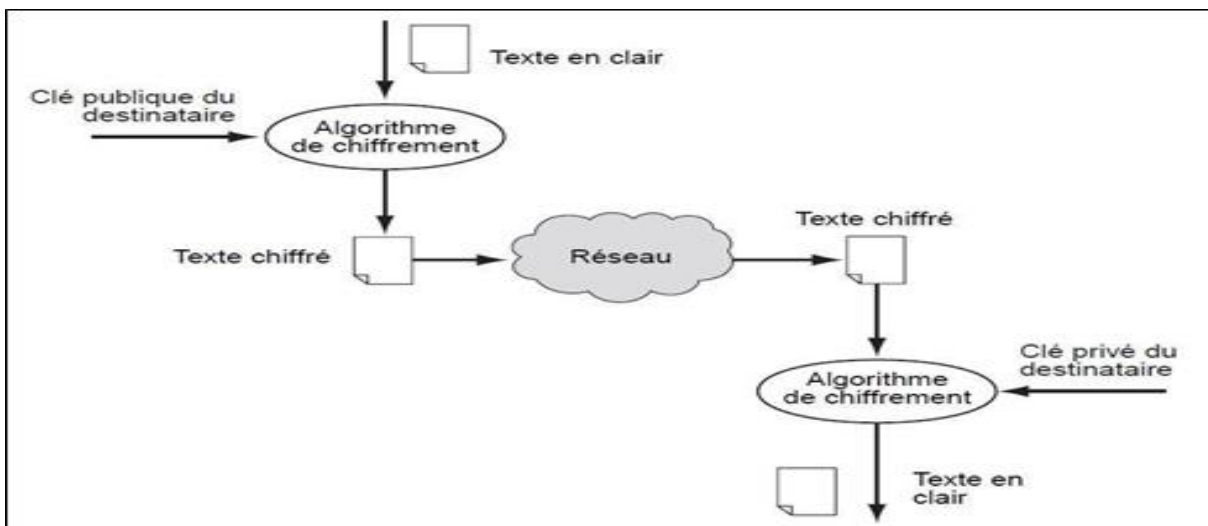 Texte en clair
Clé publique du
destinataire
Algorithme
de chiffrement
Texte chiffré
Réseau
Texte chiffré
Clé privé du
destinataire
Algorithme
de chiffrement
Texte en
clair